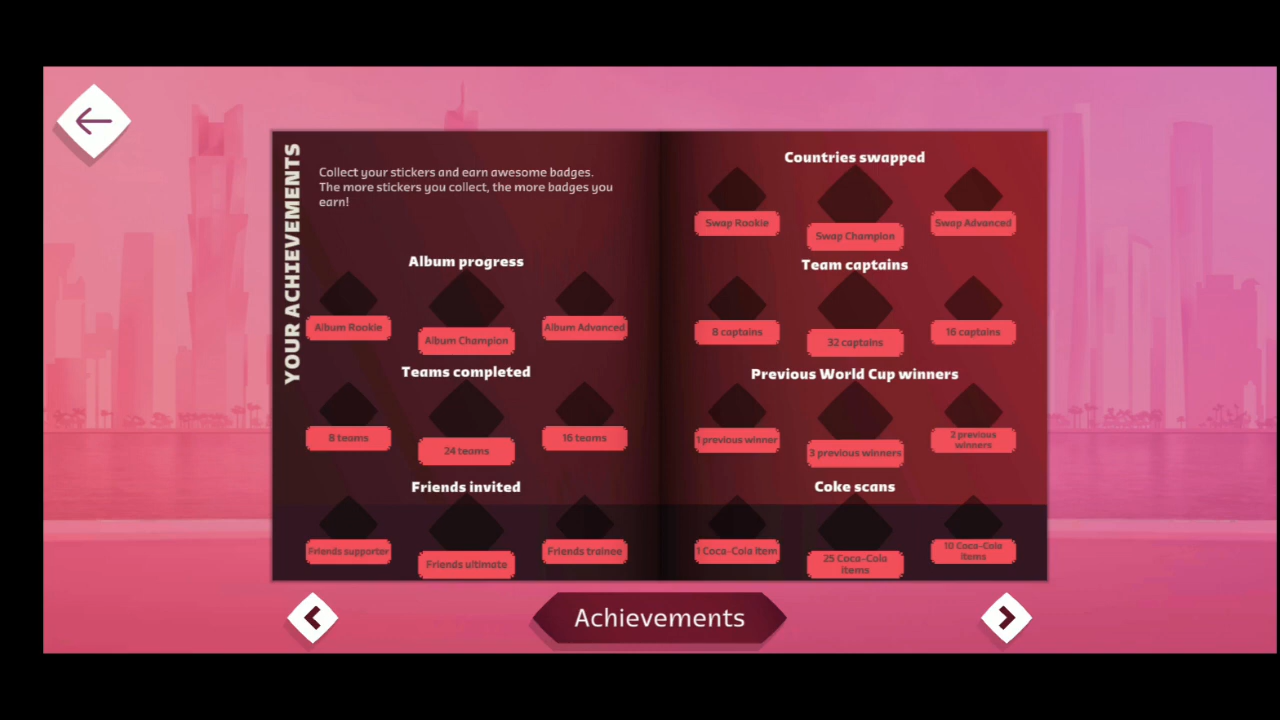 YOUR ACHIEVEMENTS
Collect your stickers and earn awesome badges.
The more stickers you collect, the more badges you
earn!
Album progress
Album Rookie
Album Champion
Album Advanced
Teams completed
8 teams
24 teams
16 teams
Friends invited
Friends supporter
Friends ultimate
Friends trainee
Countries swapped
Swap Rookie
Swap Champion
Swap Advanced
Team captains
8 captains
32 captains
16 captains
Previous World Cup winners
1 previous winner
3 previous winners
2 previous
winners
Coke scans
1 Coca-Cola item
25 Coca-Cola
items
10 Coca-Cola
items
Achievements